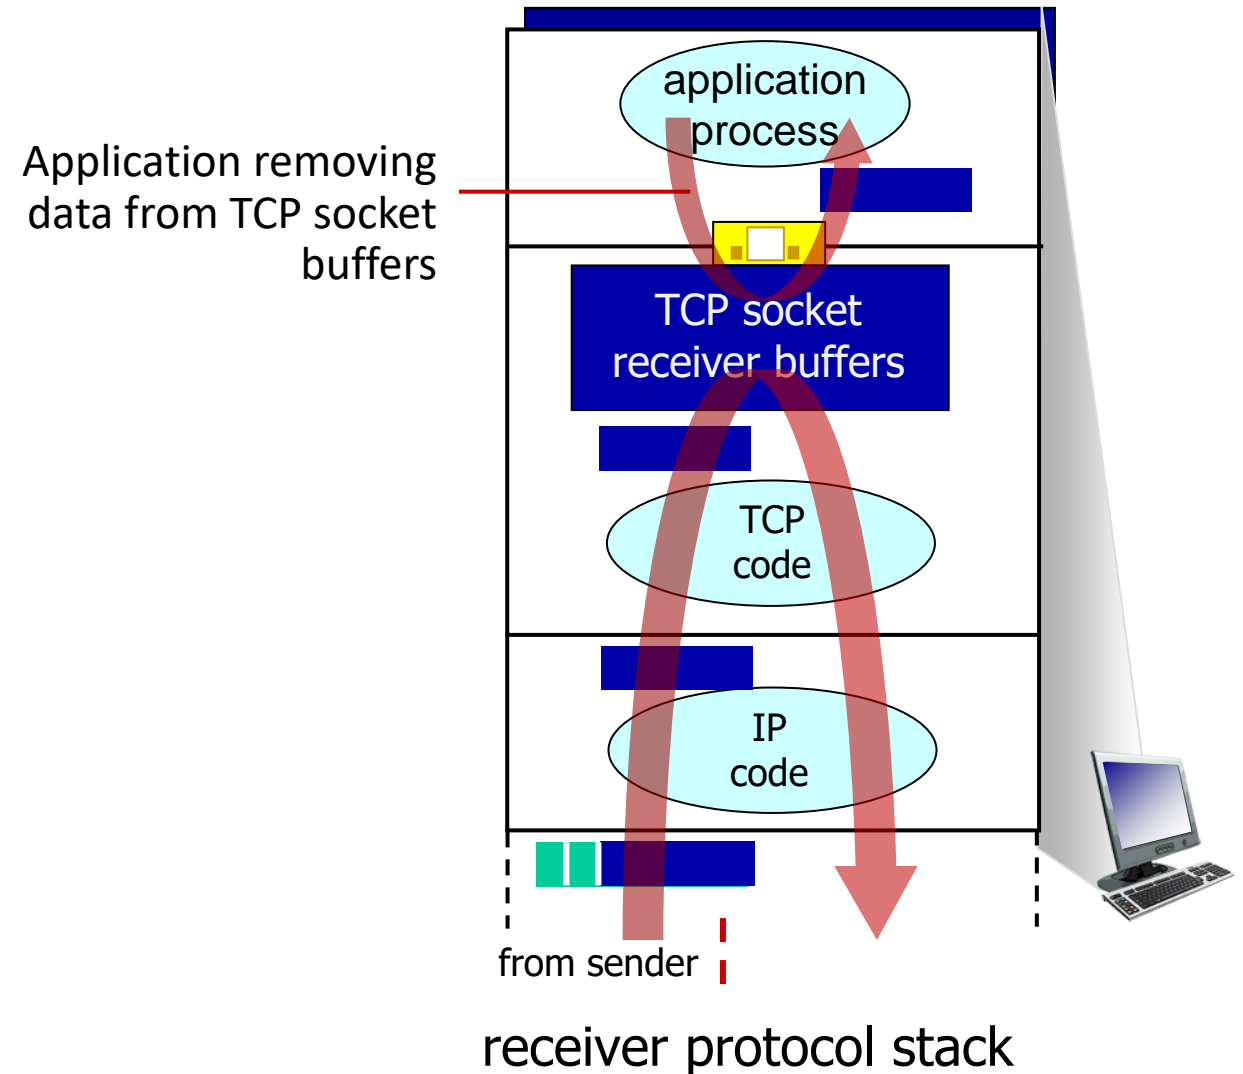 application
process
Application removing
data from TCP socket
buffers
TCP socket
receiver buffers
TCP
code
IP
code
from sender
receiver protocol stack